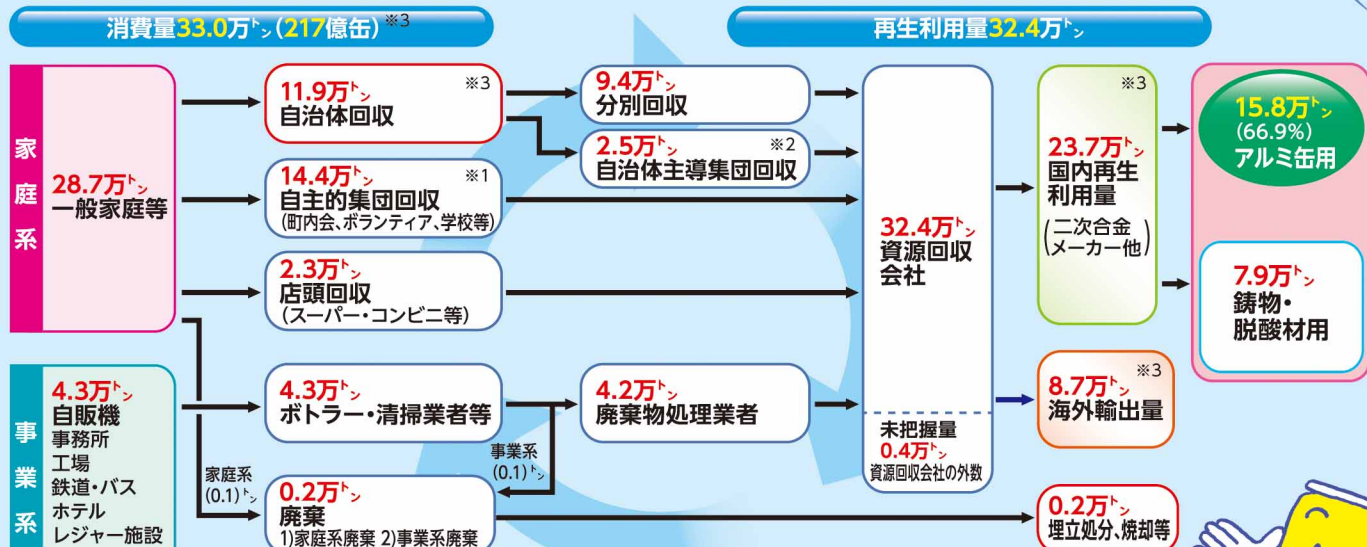 消費量33.0万トン(217億缶)※3
再生利用量32.4万トン
家庭系
28.7万トン
一般家庭等
11.9万トン ※3
自治体回収
9.4万トン
分別回収
2.5万トン ※2
自治体主導集団回収
14.4万トン ※1
自主的集団回収
(町内会、ボランティア、学校等)
2.3万トン
店頭回収
(スーパー・コンビニ等)
32.4万トン
資源回収
会社
※3
23.7万トン
国内再生
利用量
(二次合金
メーカー他)
15.8万トン
(66.9%)
アルミ缶用
7.9万トン
鋳物・
脱酸材用
事業系
4.3万トン
自販機
事務所
工場
鉄道・バス
ホテル
レジャー施設
4.3万トン
ボトラー・清掃業者等
4.2万トン
廃棄物処理業者
未把握量
0.4万トン
資源回収会社の外数
8.7万トン ※3
海外輸出量
家庭系
(0.1)トン
事業系
(0.1)トン
0.2万トン
廃棄
1)家庭系廃棄 2)事業系廃棄
0.2万トン
埋立処分、焼却等